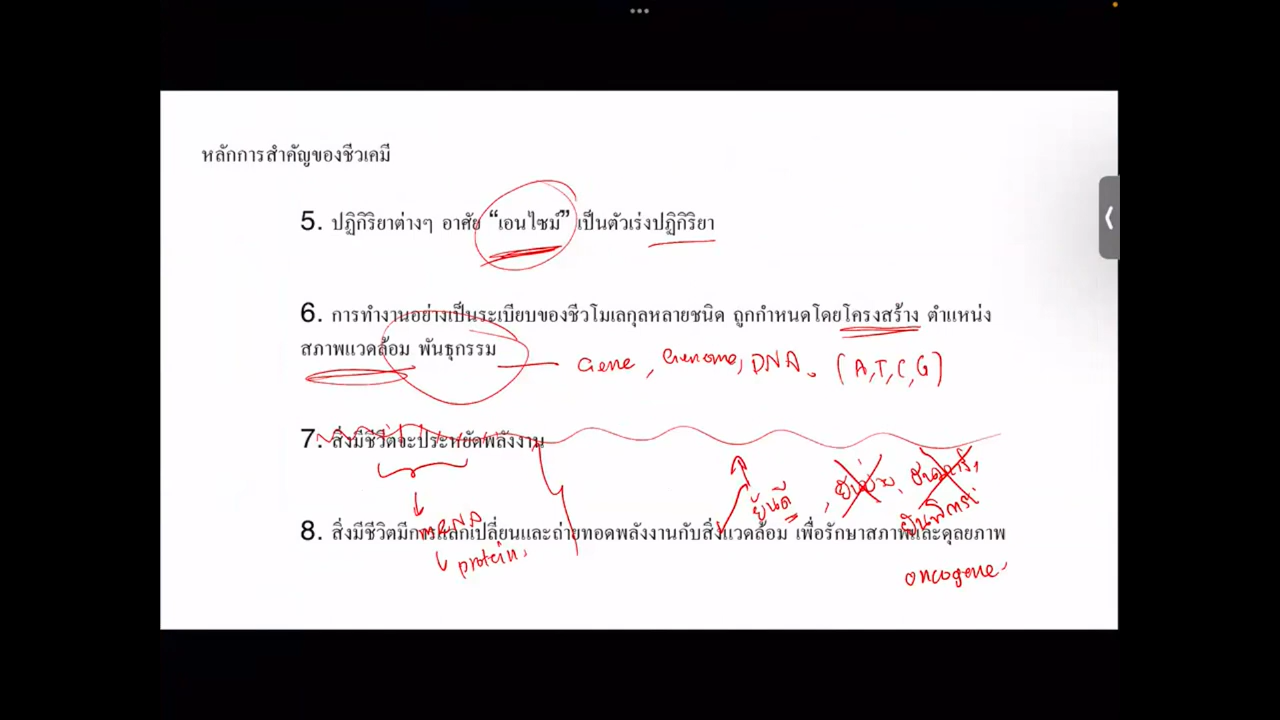 หลักการสำคัญของชีวเคมี
5. ปฏิกิริยาต่างๆ อาศัย “เอนไซม์” เป็นตัวเร่งปฏิกิริยา
6. การทำงานอย่างเป็นระเบียบของชีวโมเลกุลหลายชนิด ถูกกำหนดโดยโครงสร้าง ตำแหน่ง
สภาพแวดล้อม พันธุกรรม
Gene, Genome, DNA. (A,T,C,G)
7. สิ่งมีชีวิตจะประหยัดพลังงาน
ยีนดี
8. สิ่งมีชีวิตมีการแลกเปลี่ยนและถ่ายทอดพลังงานกับสิ่งแวดล้อม เพื่อรักษาสภาพและดุลยภาพ
mRNA
protein.
oncogene.